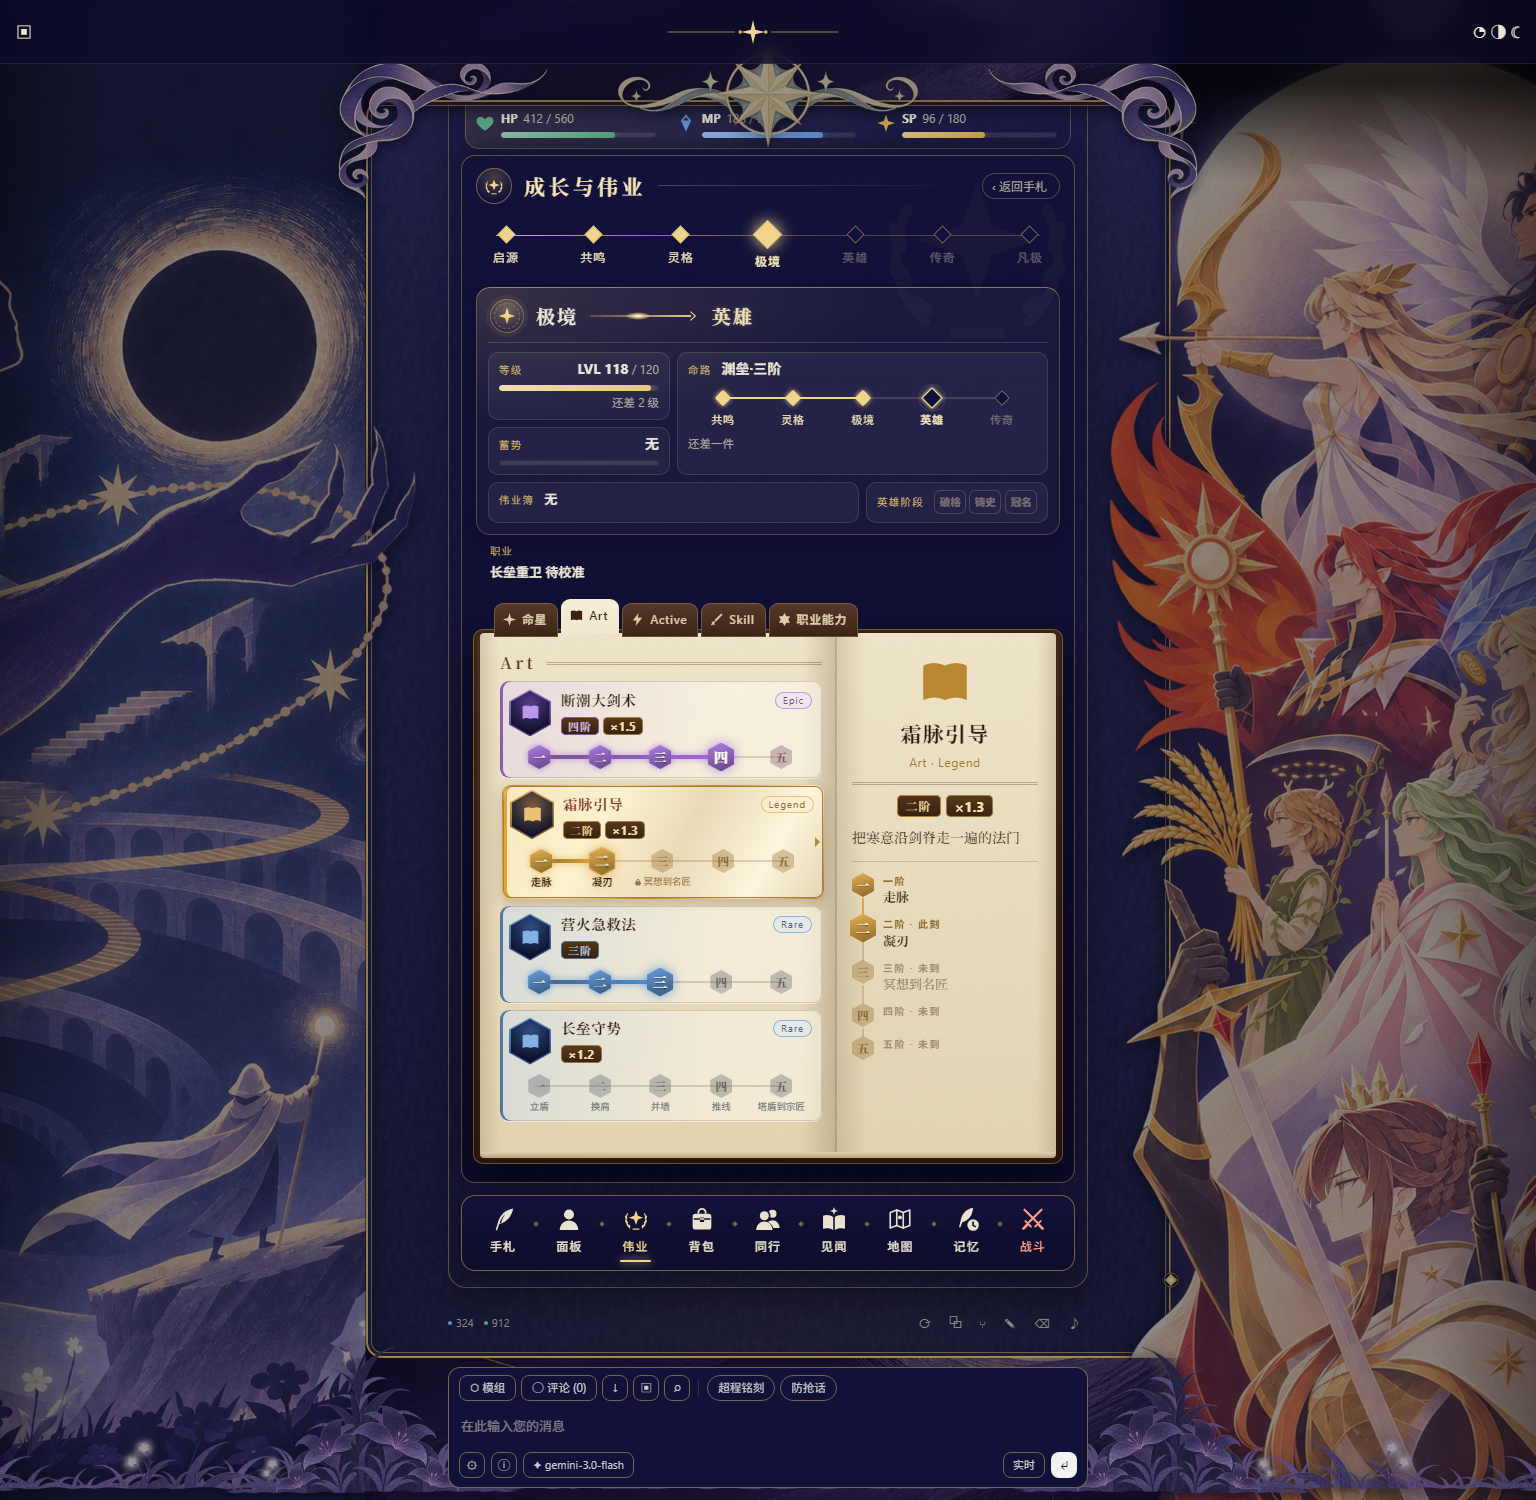 HP 412 / 560
MP
SP 96 / 180
成长与伟业
‹ 返回手札
启源 共鸣 灵格 极境 英雄 传奇 凡极
极境 英雄
等级 LVL 118 / 120
还差 2 级
蓄势 无
命路 渊垒·三阶
共鸣 灵格 极境 英雄 传奇
还差一件
伟业簿 无
英雄阶段 破格 铸史 冠名
职业
长垒重卫 待校准
命星 Art Active Skill 职业能力
Art
断潮大剑术 Epic
四阶 ×1.5
一 二 三 四 五
霜脉引导 Legend
二阶 ×1.3
一 二 三 四 五
走脉 凝刃 冥想到名匠
营火急救法 Rare
三阶
一 二 三 四 五
长垒守势 Rare
×1.2
一 二 三 四 五
立盾 换肩 并墙 推线 塔盾到宗匠
霜脉引导
Art · Legend
二阶 ×1.3
把寒意沿剑脊走一遍的法门
一 一阶
走脉
二 二阶 · 此刻
凝刃
三 三阶 · 未到
冥想到名匠
四 四阶 · 未到
五 五阶 · 未到
手札 面板 伟业 背包 同行 见闻 地图 记忆 战斗
324 912
模组 评论 (0) 超程铭刻 防抢话
在此输入您的消息
gemini-3.0-flash 实时